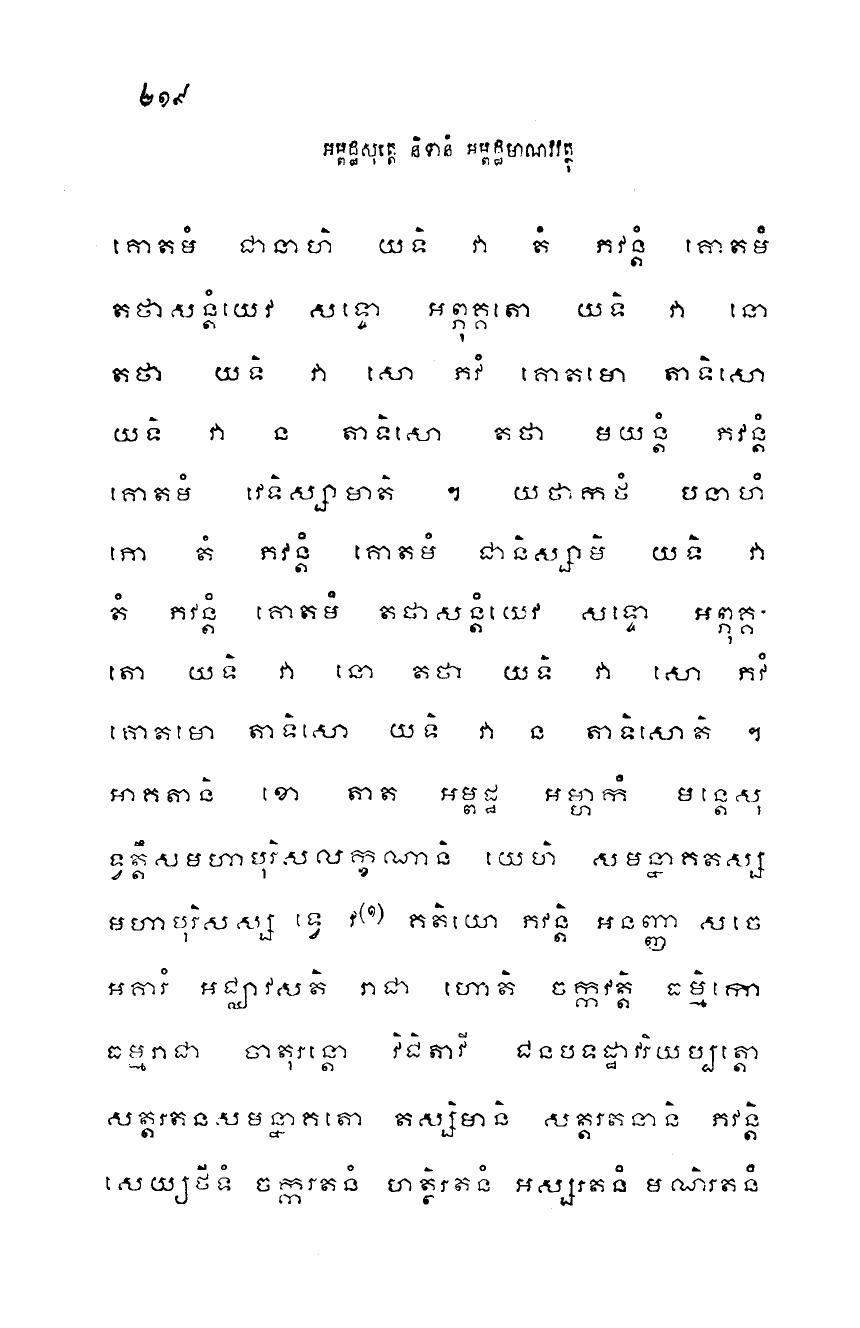 ២១៩
អម្ពដ្ឋសុត្តេ និទានំ អម្ពដ្ឋមាណវវត្ថុ
គោតមំ ជានាហិ យទិ វា តំ ភវន្តំ គោតមំ
តថាសន្តំយេវ សទ្ទោ អព្ភុគ្គតោ យទិ វា នោ
តថា យទិ វា សោ ភវំ គោតមោ តាទិសោ
យទិ វា ន តាទិសោ តថា មយន្តំ ភវន្តំ
គោតមំ វេទិស្សាមាតិ ។ យថាកថំ បនាហំ
ភោ តំ ភវន្តំ គោតមំ ជានិស្សាមិ យទិ វា
តំ ភវន្តំ គោតមំ តថាសន្តំយេវ សទ្ទោ អព្ភុគ្គ-
តោ យទិ វា នោ តថា យទិ វា សោ ភវំ
គោតមោ តាទិសោ យទិ វា ន តាទិសោតិ ។
អាគតានិ ខោ តាត អម្ពដ្ឋ អម្ហាកំ មន្តេសុ
ទ្វត្តឹសមហាបុរិសលក្ខណានិ យេហិ សមន្នាគតស្ស
មហាបុរិសស្ស ទ្វេ វ(១) គតិយោ ភវន្តិ អនញ្ញា សចេ
អគារំ អជ្ឈាវសតិ រាជា ហោតិ ចក្កវត្តិ ធម្មិកោ
ធម្មរាជា ចាតុរន្តោ វិជិតាវី ជនបទដ្ឋាវរិយប្បត្តោ
សត្តរតនសមន្នាគតោ តស្សិមានិ សត្តរតនានិ ភវន្តិ
សេយ្យថីទំ ចក្ករតនំ ហត្ថិរតនំ អស្សរតនំ មណិរតនំ